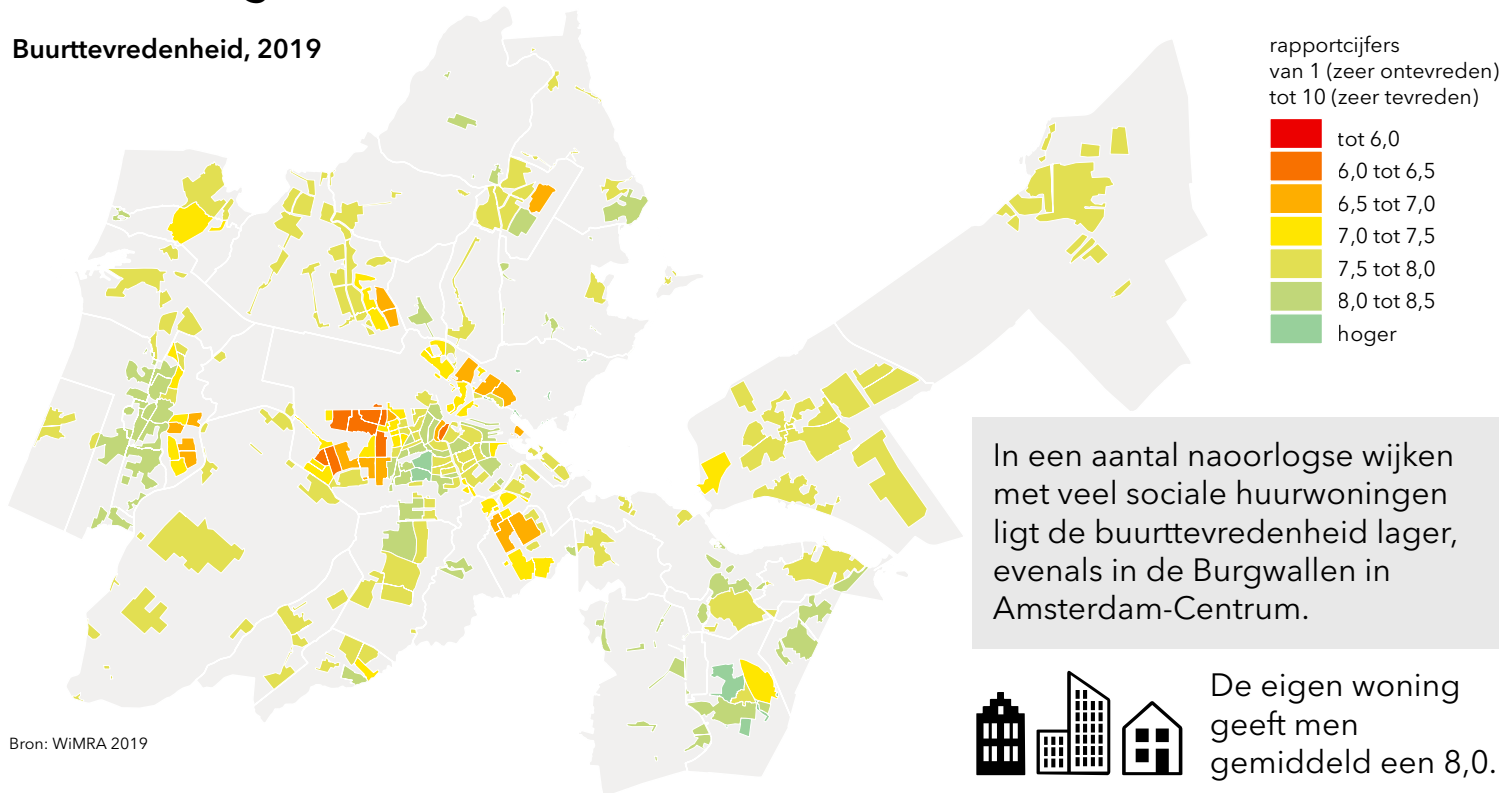 Buurttevredenheid, 2019
rapportcijfers
van 1 (zeer ontevreden)
tot 10 (zeer tevreden)
tot 6,0
6,0 tot 6,5
6,5 tot 7,0
7,0 tot 7,5
7,5 tot 8,0
8,0 tot 8,5
hoger
In een aantal naoorlogse wijken
met veel sociale huurwoningen
ligt de buurttevredenheid lager,
evenals in de Burgwallen in
Amsterdam-Centrum.
De eigen woning
geeft men
gemiddeld een 8,0.
Bron: WiMRA 2019